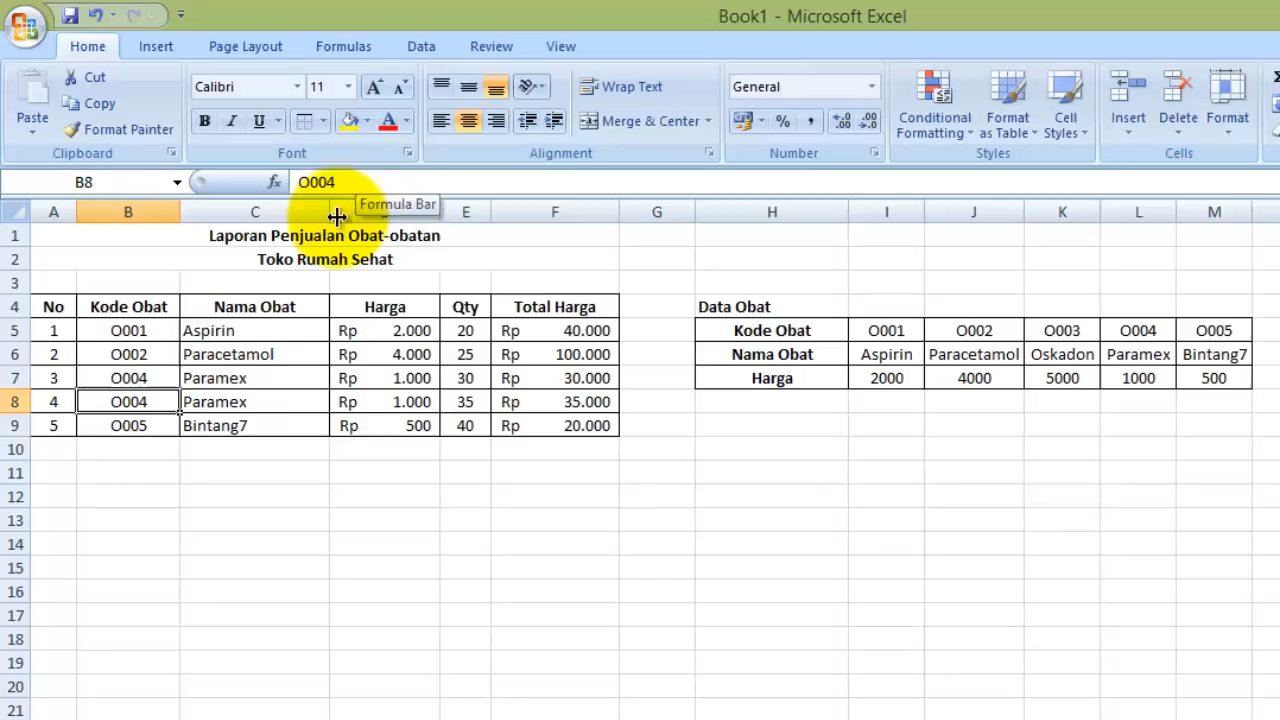 Book1 - Microsoft Excel
Home Insert Page Layout Formulas Data Review View
Cut
Copy
Format Painter
Paste
Clipboard
Calibri 11
B I U
Font
Wrap Text
Merge & Center
Alignment
General
%
Number
Conditional Formatting
Format as Table
Cell Styles
Styles
Insert Delete Format
Cells
B8 fx O004
Formula Bar
A B C E F G H I J K L M
1 Laporan Penjualan Obat-obatan
2 Toko Rumah Sehat
3
4 No Kode Obat Nama Obat Harga Qty Total Harga Data Obat
5 1 O001 Aspirin Rp 2.000 20 Rp 40.000 Kode Obat O001 O002 O003 O004 O005
6 2 O002 Paracetamol Rp 4.000 25 Rp 100.000 Nama Obat Aspirin Paracetamol Oskadon Paramex Bintang7
7 3 O004 Paramex Rp 1.000 30 Rp 30.000 Harga 2000 4000 5000 1000 500
8 4 O004 Paramex Rp 1.000 35 Rp 35.000
9 5 O005 Bintang7 Rp 500 40 Rp 20.000
10
11
12
13
14
15
16
17
18
19
20
21